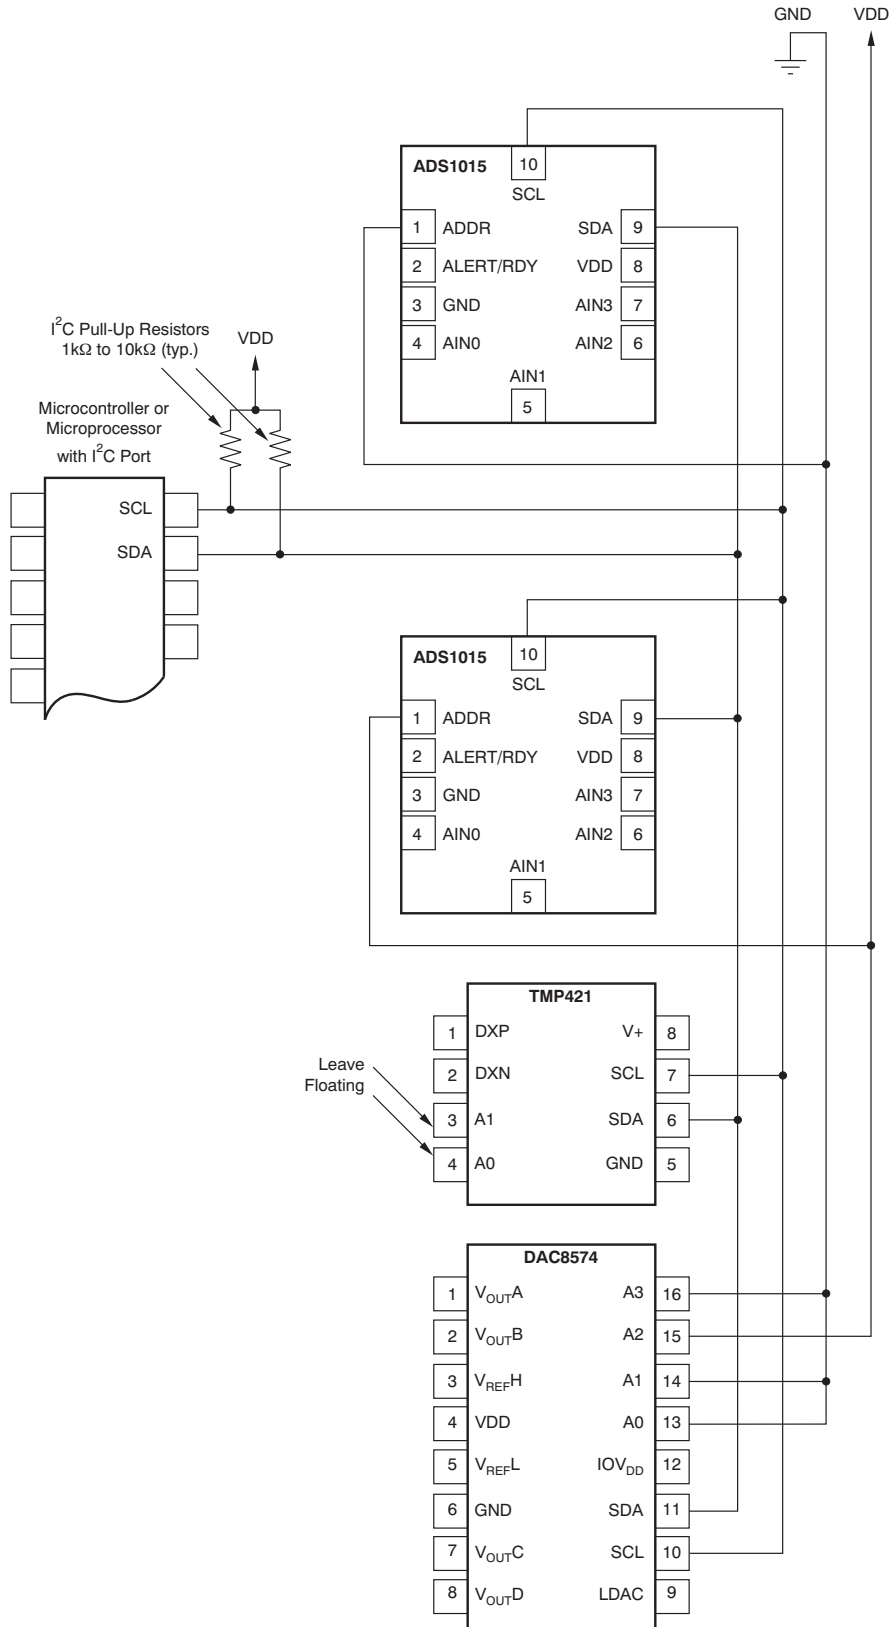 GND VDD
ADS1015
10
SCL
1 ADDR SDA 9
2 ALERT/RDY VDD 8
3 GND AIN3 7
4 AIN0 AIN2 6
AIN1
5
I²C Pull-Up Resistors
1kΩ to 10kΩ (typ.)
VDD
Microcontroller or
Microprocessor
with I²C Port
SCL
SDA
ADS1015
10
SCL
1 ADDR SDA 9
2 ALERT/RDY VDD 8
3 GND AIN3 7
4 AIN0 AIN2 6
AIN1
5
TMP421
1 DXP V+ 8
2 DXN SCL 7
Leave
Floating
3 A1 SDA 6
4 A0 GND 5
DAC8574
1 VOUTA A3 16
2 VOUTB A2 15
3 VREFH A1 14
4 VDD A0 13
5 VREFL IOVDD 12
6 GND SDA 11
7 VOUTC SCL 10
8 VOUTD LDAC 9